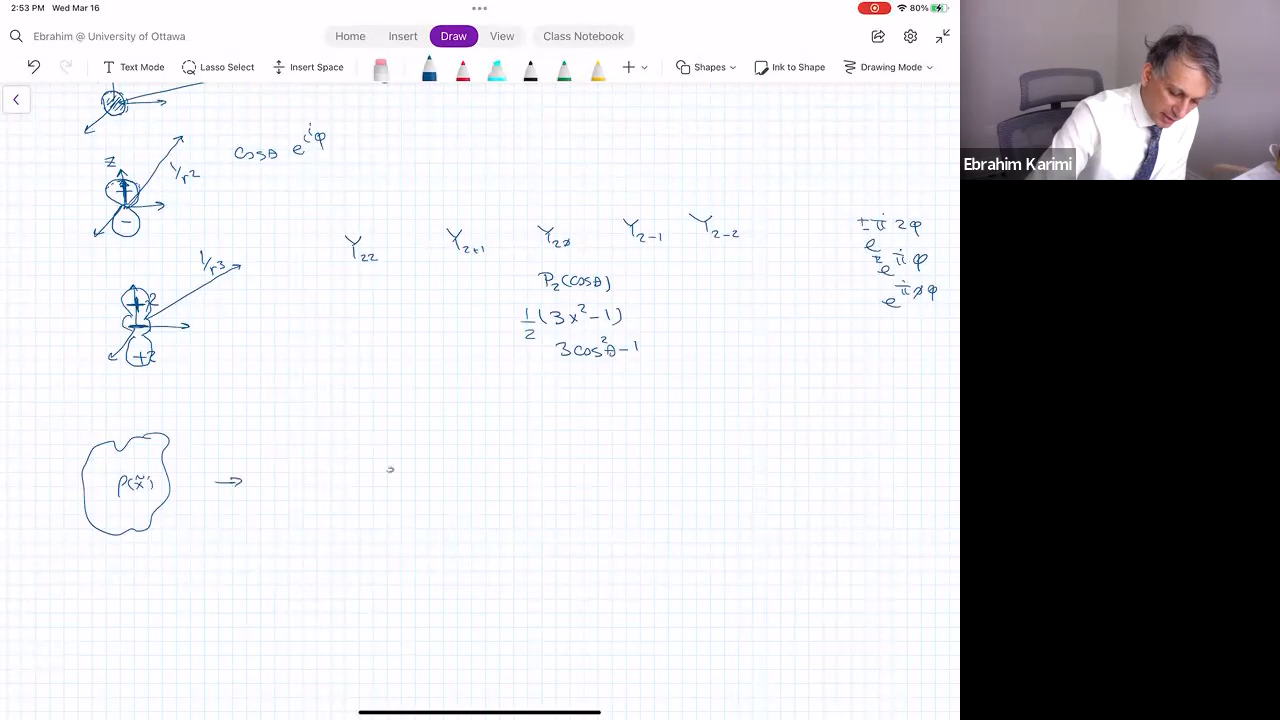 2:53 PM Wed Mar 16
80%
Ebrahim @ University of Ottawa
Home Insert Draw View Class Notebook
Text Mode Lasso Select Insert Space Shapes Ink to Shape Drawing Mode
Ebrahim Karimi
cosθ e^iφ
z
1/r²
+
-
Y₂₂ Y₂₊₁ Y₂₀ Y₂₋₁ Y₂₋₂
e^±i2φ
e^±iφ
e^i0φ
1/r³
P₂(cosθ)
+2
1/2(3x²-1)
3cos²θ-1
+2
ρ(x̃') →